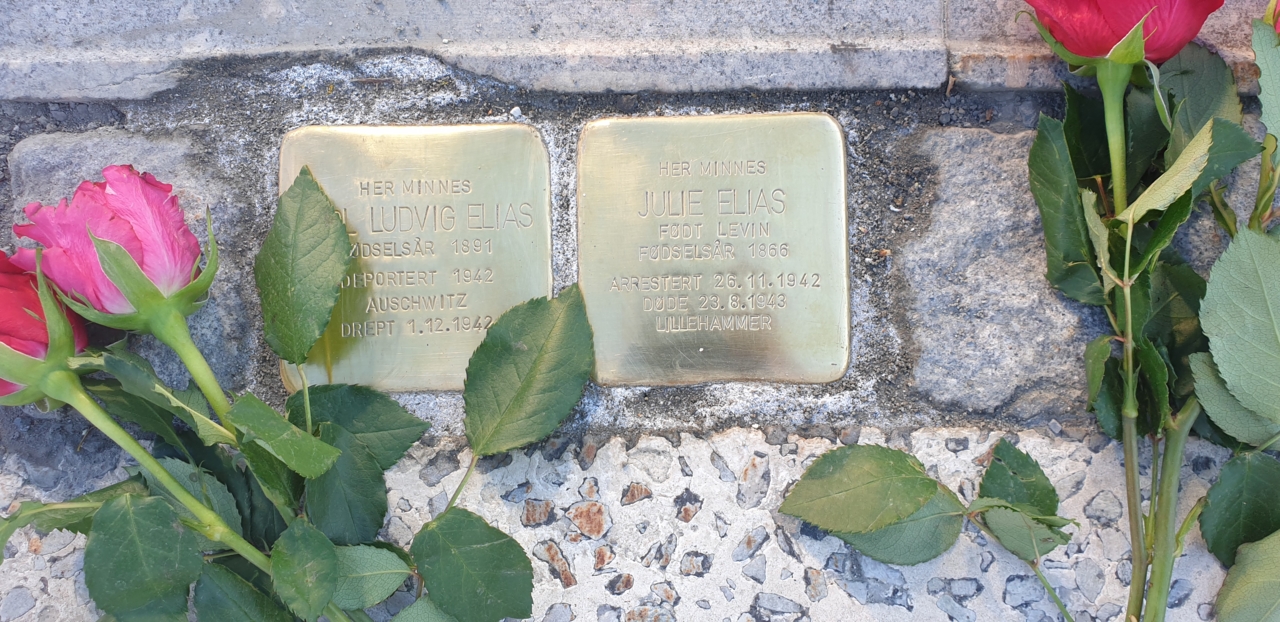 HER MINNES
LUDVIG ELIAS
FØDSELSÅR 1891
DEPORTERT 1942
AUSCHWITZ
DREPT 1.12.1942
HER MINNES
JULIE ELIAS
FØDT LEVIN
FØDSELSÅR 1866
ARRESTERT 26.11.1942
DØDE 23.8.1943
LILLEHAMMER